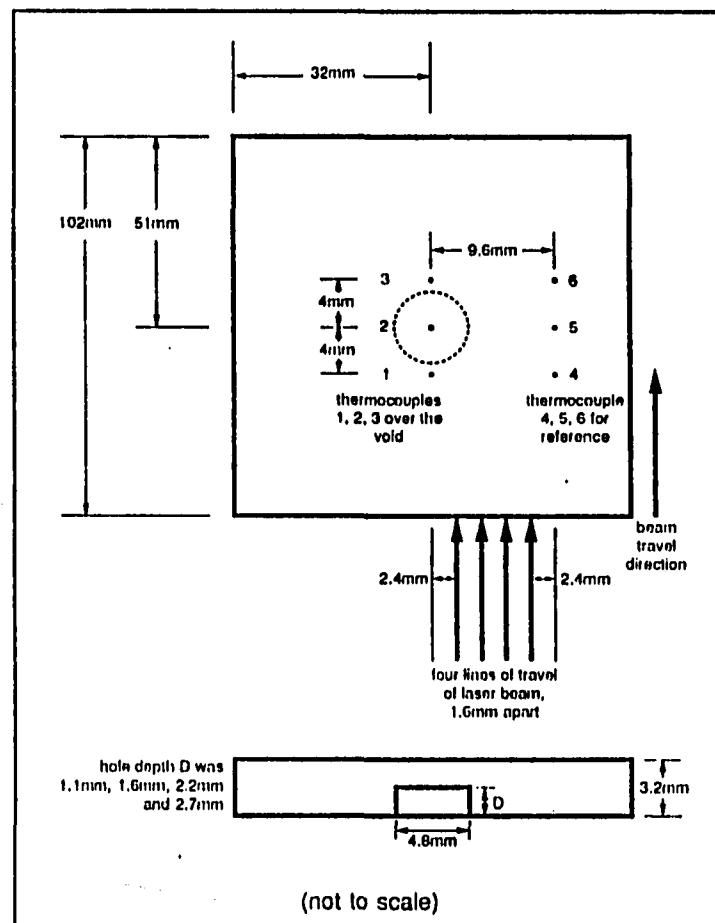 32mm
102mm
51mm
9.6mm
3
6
4mm
2
5
4mm
1
4
thermocouples
1, 2, 3 over the
void
thermocouple
4, 5, 6 for
reference
beam
travel
direction
2.4mm
2.4mm
four lines of travel
of laser beam,
1.6mm apart
hole depth D was
1.1mm, 1.6mm, 2.2mm
and 2.7mm
D
3.2mm
4.8mm
(not to scale)